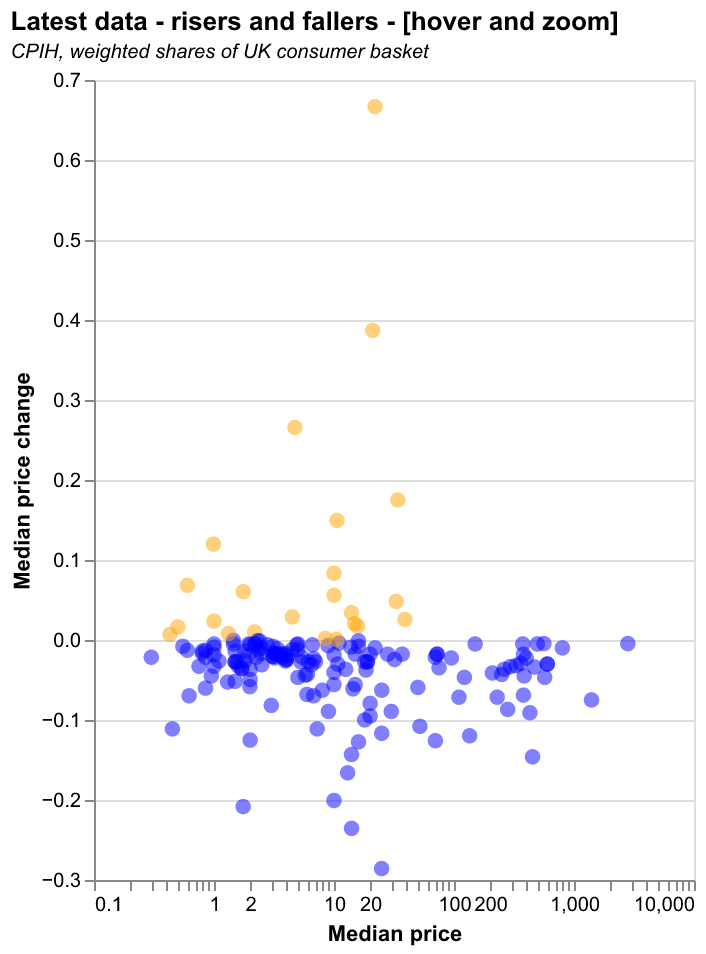 Latest data - risers and fallers - [hover and zoom]
CPIH, weighted shares of UK consumer basket
Median price change
0.7
0.6
0.5
0.4
0.3
0.2
0.1
0.0
−0.1
−0.2
−0.3
0.1 1 2 10 20 100 200 1,000 10,000
Median price